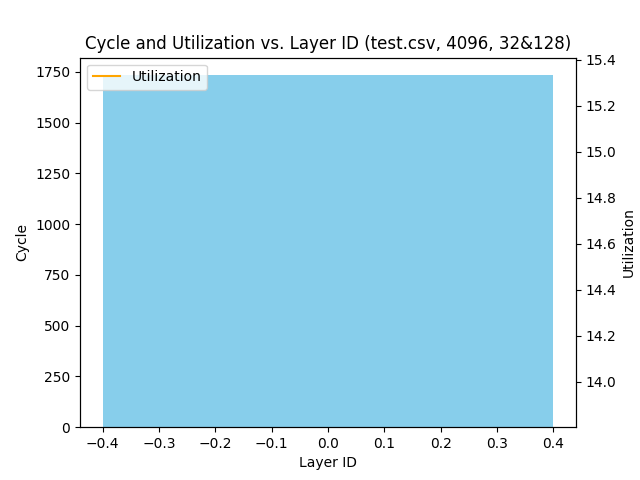 Cycle and Utilization vs. Layer ID (test.csv, 4096, 32&128)
Utilization
1750
1500
1250
1000
750
500
250
0
Cycle
15.4
15.2
15.0
14.8
14.6
14.4
14.2
14.0
Utilization
−0.4 −0.3 −0.2 −0.1 0.0 0.1 0.2 0.3 0.4
Layer ID